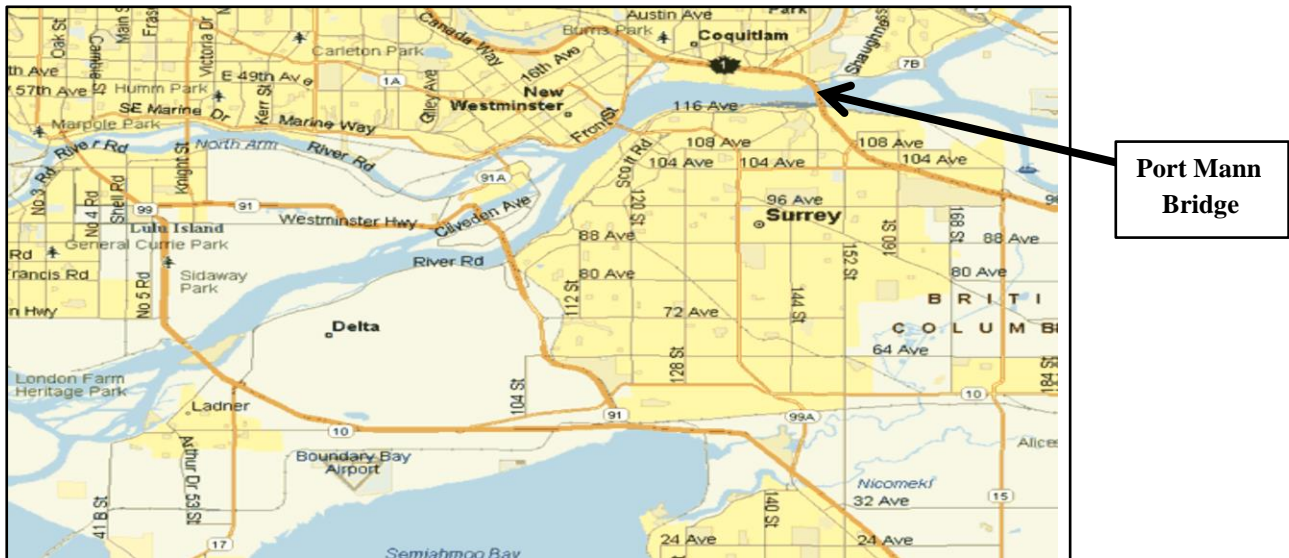 Oak St
Cambie St
Main S
Fras
Victoria Dr
Canada Way
Burns Park
Austin Ave
Park
Coquitlam
Shaughness
7B
1
Carleton Park
1A
16th Ave
th Ave
57th Ave
E 49th Ave
Humm Park
Kerr St
New
Westminster
SE Marine Dr
Marine Way
Front St
116 Ave
Marpole Park
River Rd
North Arm
River Rd
No 3 Rd
No 4 Rd
Shell Rd
Knight St
91A
Scott Rd
108 Ave
108 Ave
104 Ave
104 Ave
104 Ave
Port Mann
Bridge
99
91
Westminster Hwy
120 St
96 Ave
96
Surrey
168 St
160 St
Lulu Island
General Currie Park
88 Ave
88 Ave
Rd
Francis Rd
Sidaway
Park
River Rd
80 Ave
80 Ave
152 St
No 5 Rd
112 St
144 St
n Hwy
72 Ave
BRITI
COLUMB
Delta
64 Ave
128 St
184 St
London Farm
Heritage Park
104 St
Ladner
91
10
99A
10
Arthur Dr 53 St
Boundary Bay
Airport
Alices
Nicomekl
32 Ave
15
41 B St
140 St
17
24 Ave
24 Ave
Semiahmoo Bay